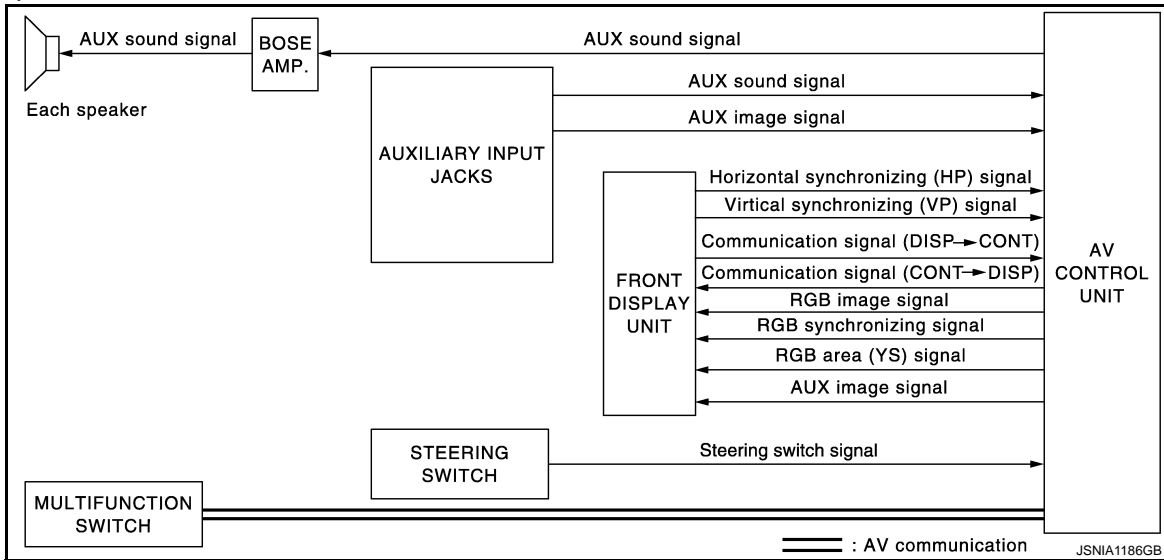 AUX sound signal
BOSE
AMP.
AUX sound signal
Each speaker
AUXILIARY INPUT
JACKS
AUX sound signal
AUX image signal
FRONT
DISPLAY
UNIT
Horizontal synchronizing (HP) signal
Virtical synchronizing (VP) signal
Communication signal (DISP→CONT)
Communication signal (CONT→DISP)
RGB image signal
RGB synchronizing signal
RGB area (YS) signal
AUX image signal
AV
CONTROL
UNIT
STEERING
SWITCH
Steering switch signal
MULTIFUNCTION
SWITCH
: AV communication
JSNIA1186GB